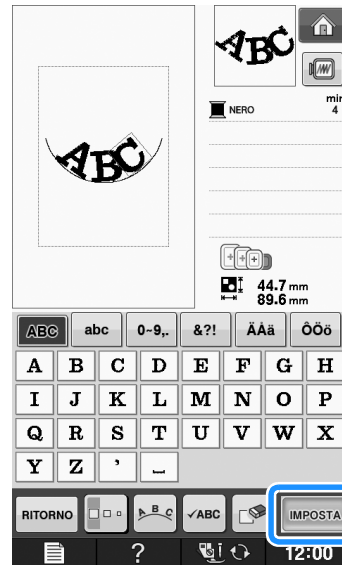 ABC
NERO
min
4
ABC
44.7 mm
89.6 mm
ABC abc 0~9,. &?! ÄÀä ÔÖö
A B C D E F G H
I J K L M N O P
Q R S T U V W X
Y Z ' ⎵
RITORNO ABC ✓ABC IMPOSTA
? 12:00